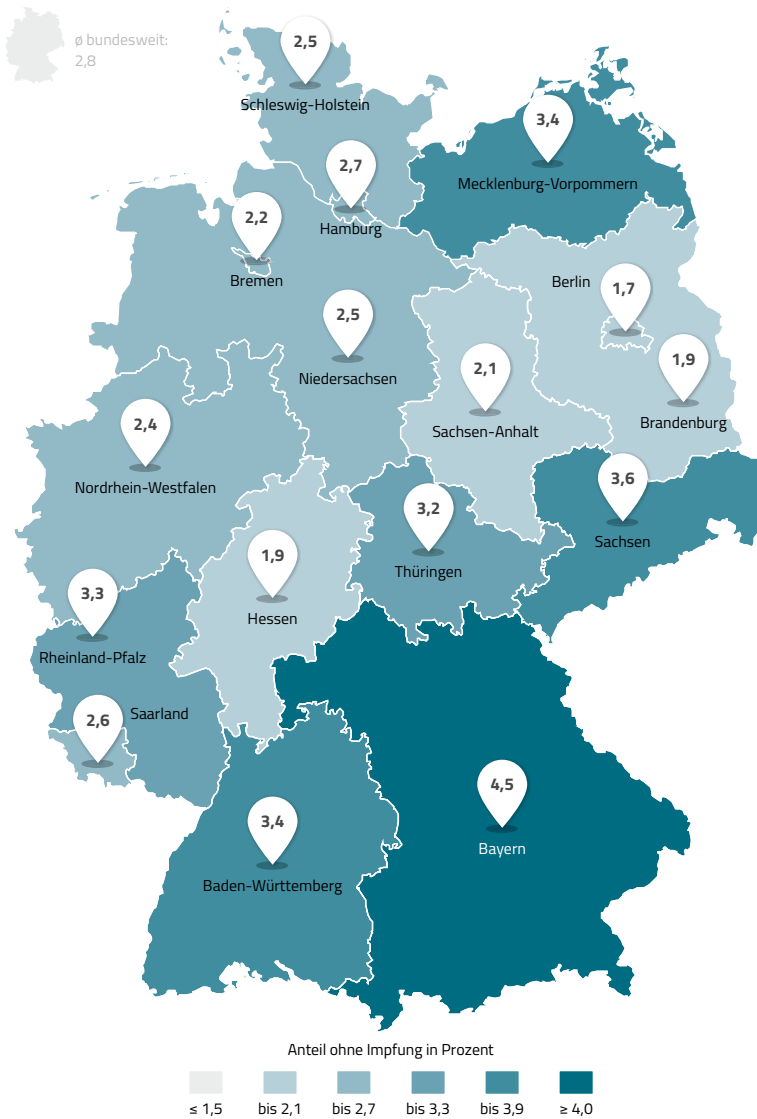 ø bundesweit:
2,8
2,5
Schleswig-Holstein
3,4
Mecklenburg-Vorpommern
2,7
Hamburg
2,2
Bremen
Berlin
1,7
2,5
Niedersachsen
2,1
Sachsen-Anhalt
1,9
Brandenburg
2,4
Nordrhein-Westfalen
3,6
Sachsen
3,2
Thüringen
1,9
Hessen
3,3
Rheinland-Pfalz
Saarland
2,6
4,5
Bayern
3,4
Baden-Württemberg
Anteil ohne Impfung in Prozent
≤ 1,5 bis 2,1 bis 2,7 bis 3,3 bis 3,9 ≥ 4,0